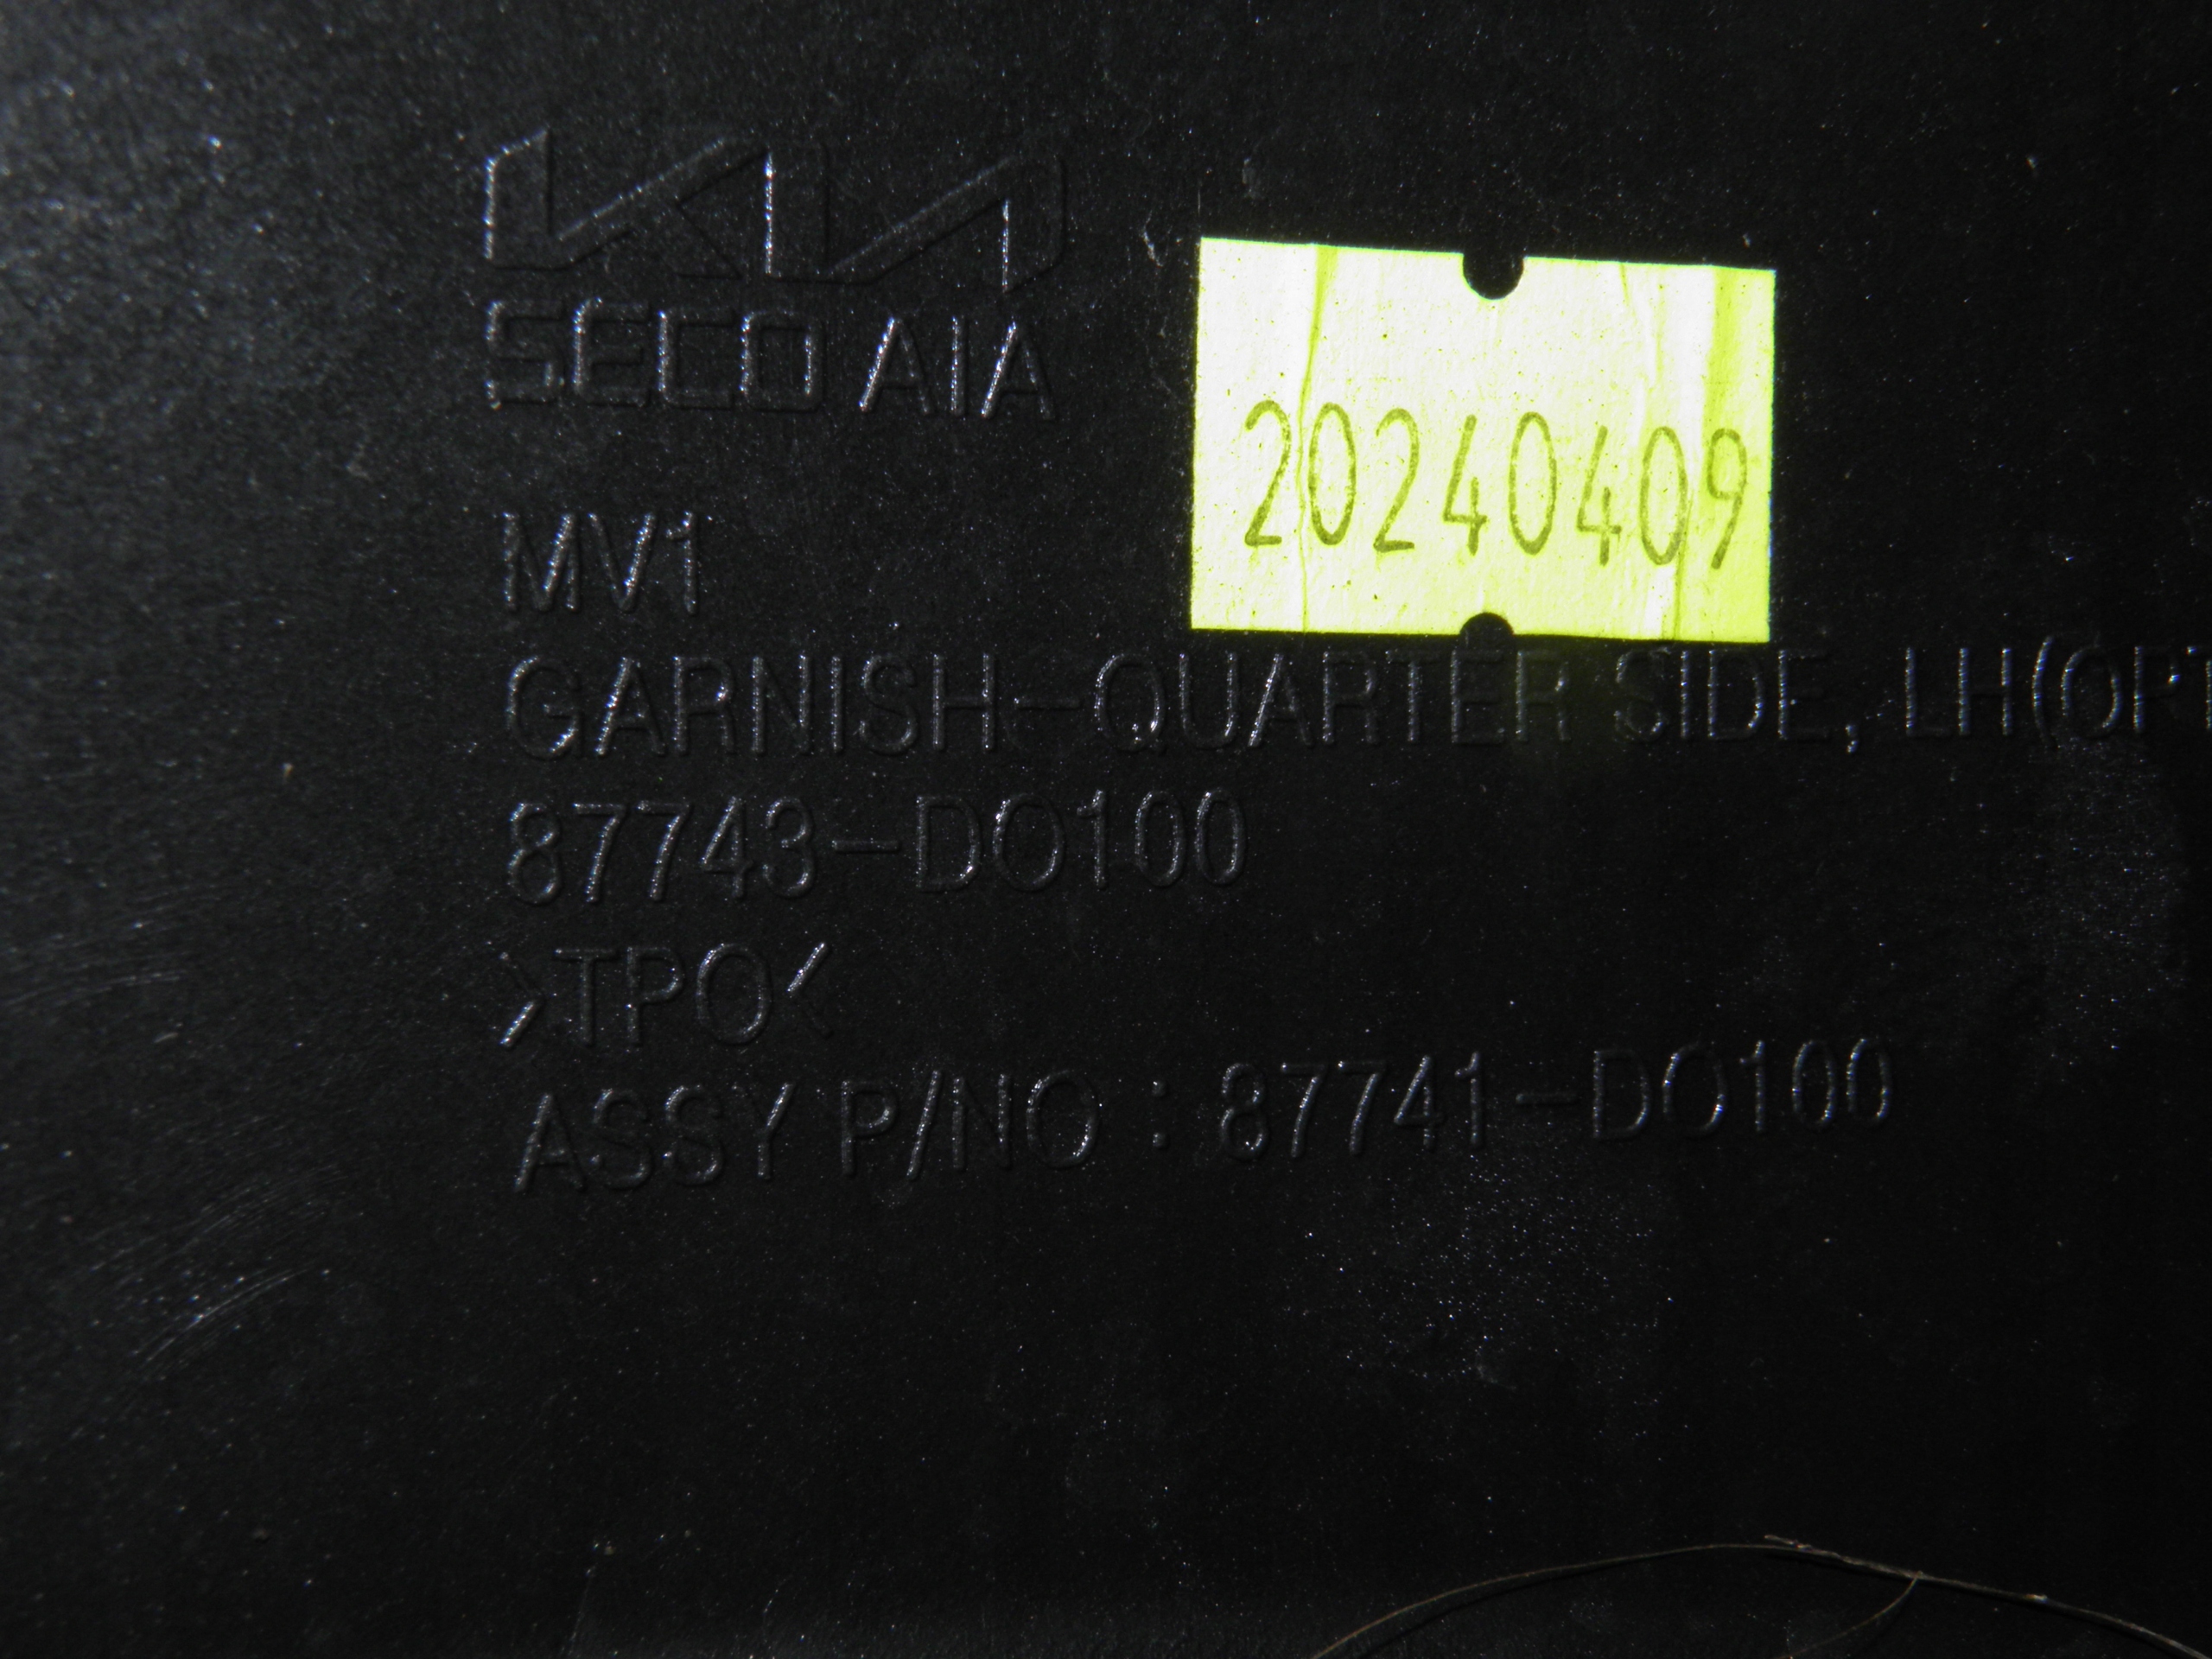 KIA
SECO AIA
20240409
MV1
GARNISH-QUARTER SIDE, LH(OPT
87743-DO100
>TPO<
ASSY P/NO : 87741-DO100